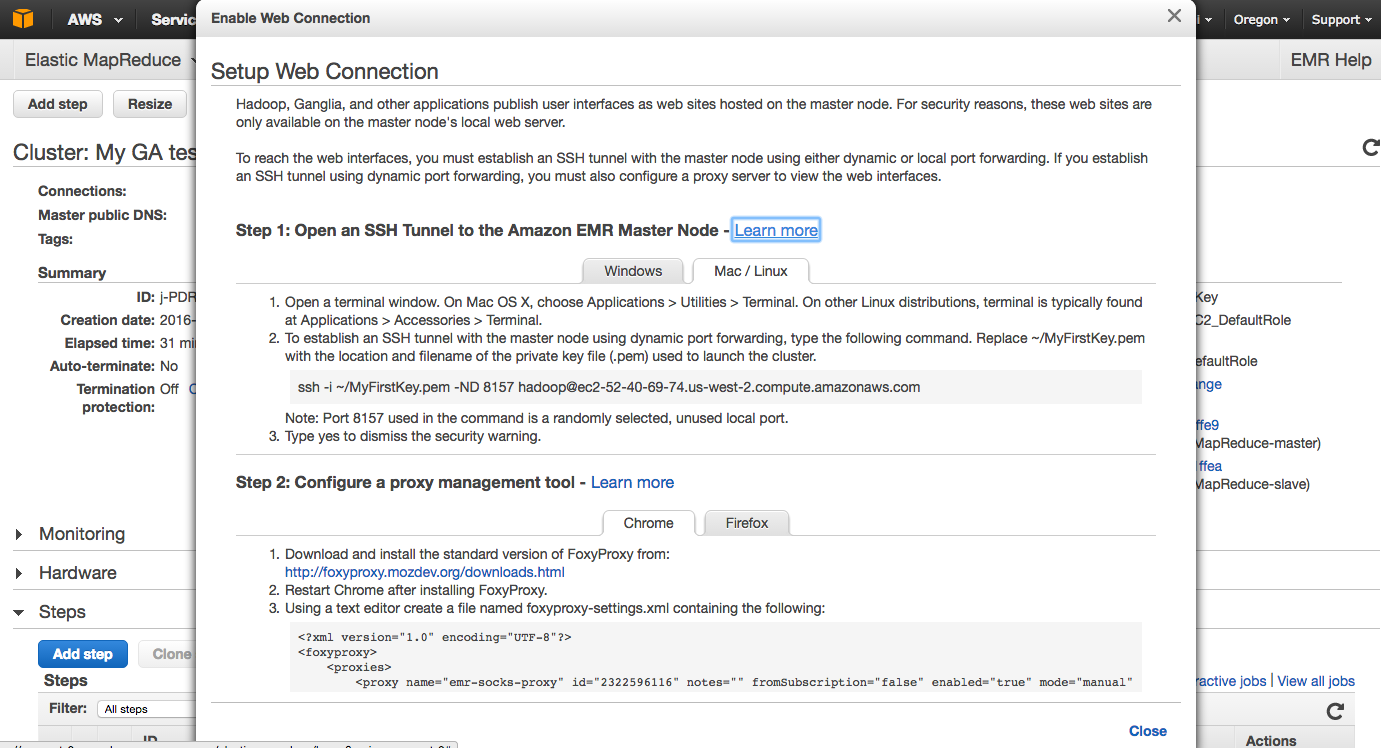 AWS
Enable Web Connection
Oregon
Support
Elastic MapReduce
EMR Help
Add step
Resize
Cluster: My GA
Connections:
Master public DNS:
Tags:
Summary
ID:
Creation date:
Elapsed time: 31
Auto-terminate: No
Termination protection: Off
Monitoring
Hardware
Steps
Add step
Clone
Steps
Filter: All steps
ID
Setup Web Connection
Hadoop, Ganglia, and other applications publish user interfaces as web sites hosted on the master node. For security reasons, these web sites are
only available on the master node's local web server.
To reach the web interfaces, you must establish an SSH tunnel with the master node using either dynamic or local port forwarding. If you establish
an SSH tunnel using dynamic port forwarding, you must also configure a proxy server to view the web interfaces.
Step 1: Open an SSH Tunnel to the Amazon EMR Master Node - Learn more
Windows
Mac / Linux
1. Open a terminal window. On Mac OS X, choose Applications > Utilities > Terminal. On other Linux distributions, terminal is typically found
at Applications > Accessories > Terminal.
2. To establish an SSH tunnel with the master node using dynamic port forwarding, type the following command. Replace ~/MyFirstKey.pem
with the location and filename of the private key file (.pem) used to launch the cluster.
ssh -i ~/MyFirstKey.pem -ND 8157 hadoop@ec2-52-40-69-74.us-west-2.compute.amazonaws.com
Note: Port 8157 used in the command is a randomly selected, unused local port.
3. Type yes to dismiss the security warning.
Step 2: Configure a proxy management tool - Learn more
Chrome
Firefox
1. Download and install the standard version of FoxyProxy from:
http://foxyproxy.mozdev.org/downloads.html
2. Restart Chrome after installing FoxyProxy.
3. Using a text editor create a file named foxyproxy-settings.xml containing the following:
<?xml version="1.0" encoding="UTF-8"?>
<foxyproxy>
<proxies>
<proxy name="emr-socks-proxy" id="2322596116" notes="" fromSubscription="false" enabled="true" mode="manual"
Close
Key
C2_DefaultRole
efaultRole
ange
ffe9
MapReduce-master)
ffea
MapReduce-slave)
ractive jobs | View all jobs
Actions